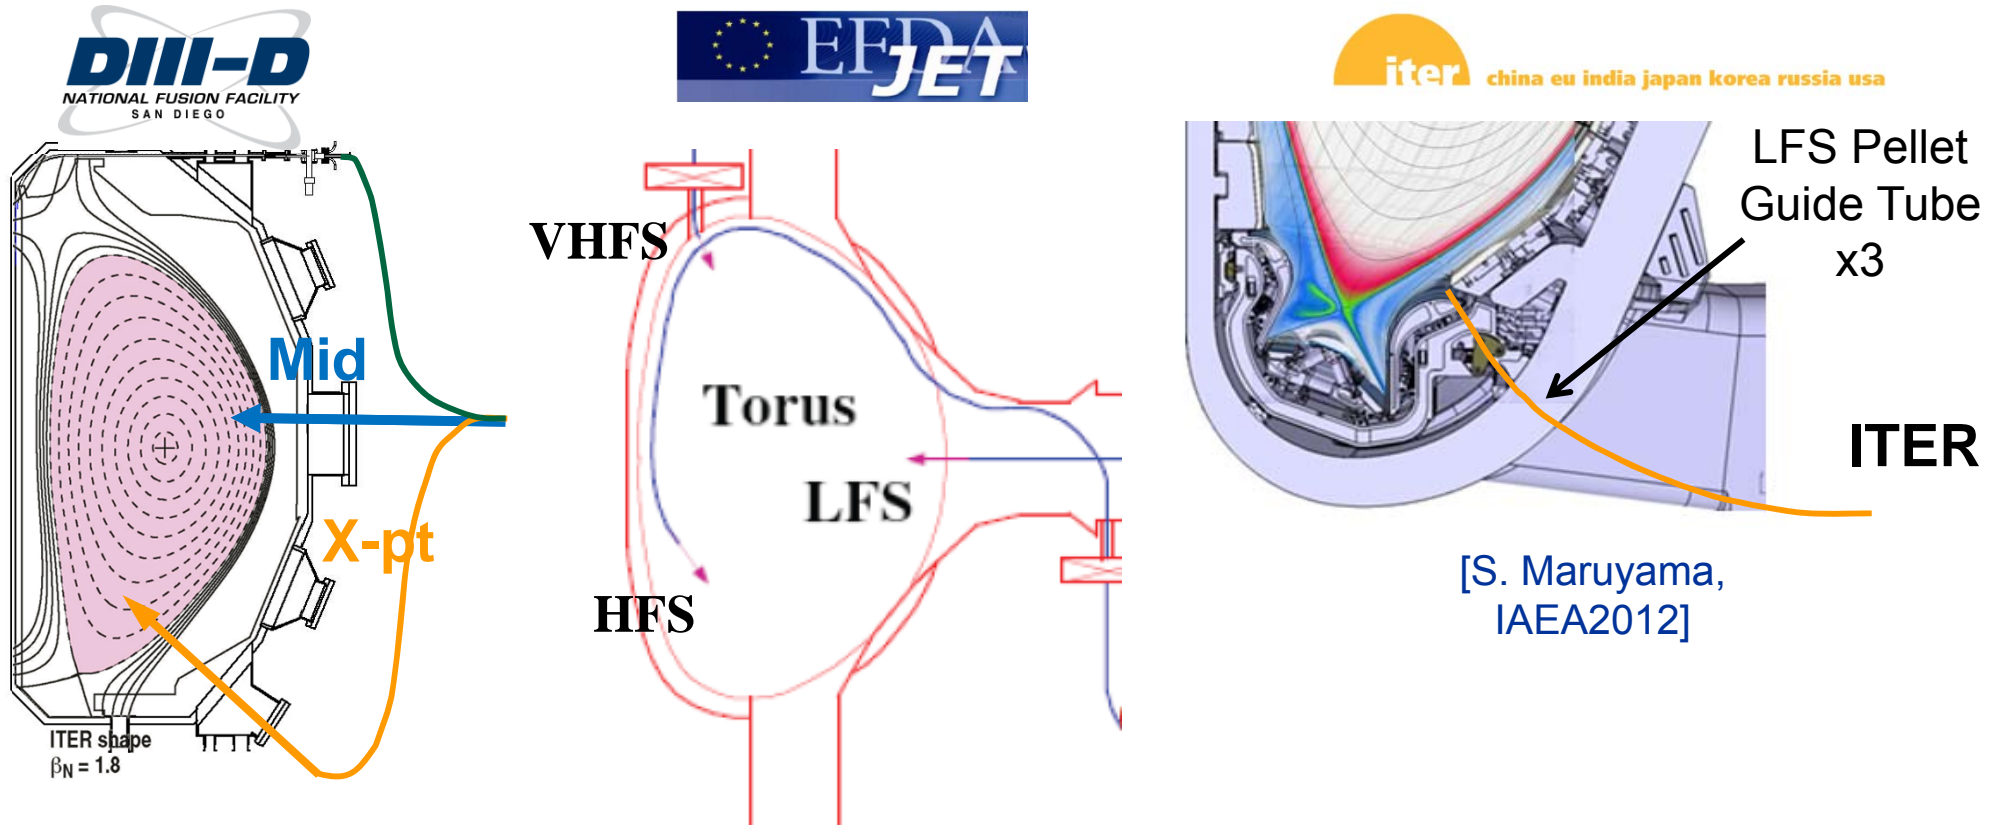 DIII-D
NATIONAL FUSION FACILITY
SAN DIEGO
Mid
X-pt
ITER shape
βN = 1.8
EFDA
JET
VHFS
Torus
LFS
HFS
iter china eu india japan korea russia usa
LFS Pellet
Guide Tube
x3
ITER
[S. Maruyama,
IAEA2012]